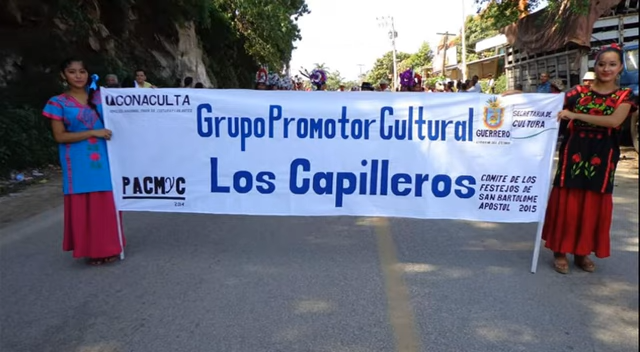 CONACULTA
Grupo Promotor Cultural
GUERRERO
SECRETARIA DE
CULTURA
PACMYC
Los Capilleros
COMITE DE LOS
FESTEJOS DE
SAN BARTOLOME
APOSTOL 2015